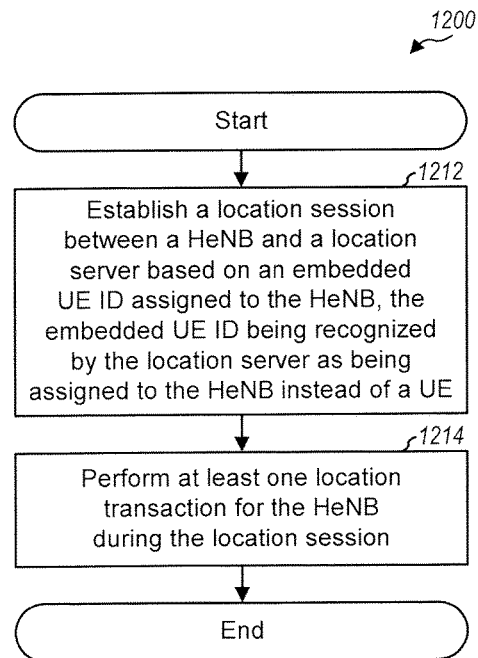 1200
Start
1212
Establish a location session
between a HeNB and a location
server based on an embedded
UE ID assigned to the HeNB, the
embedded UE ID being recognized
by the location server as being
assigned to the HeNB instead of a UE
1214
Perform at least one location
transaction for the HeNB
during the location session
End